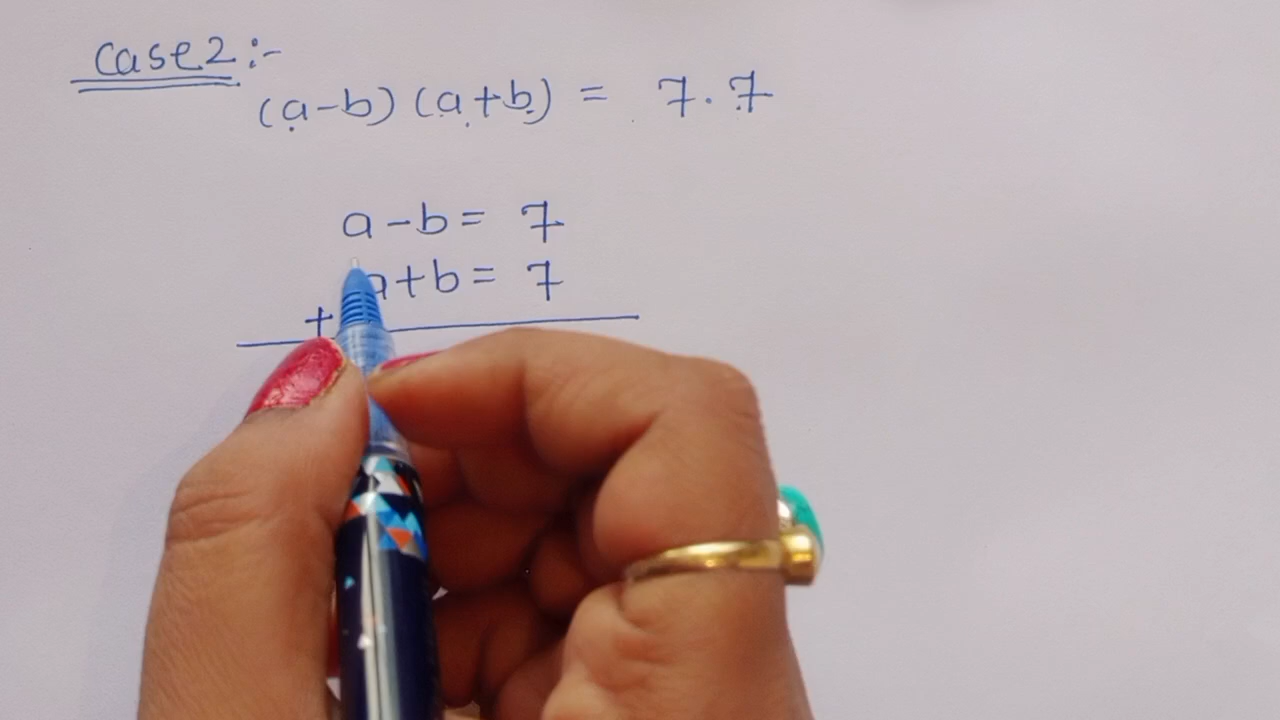 Case2:-
(a-b) (a+b) = 7.7
a-b= 7
a+b= 7
+